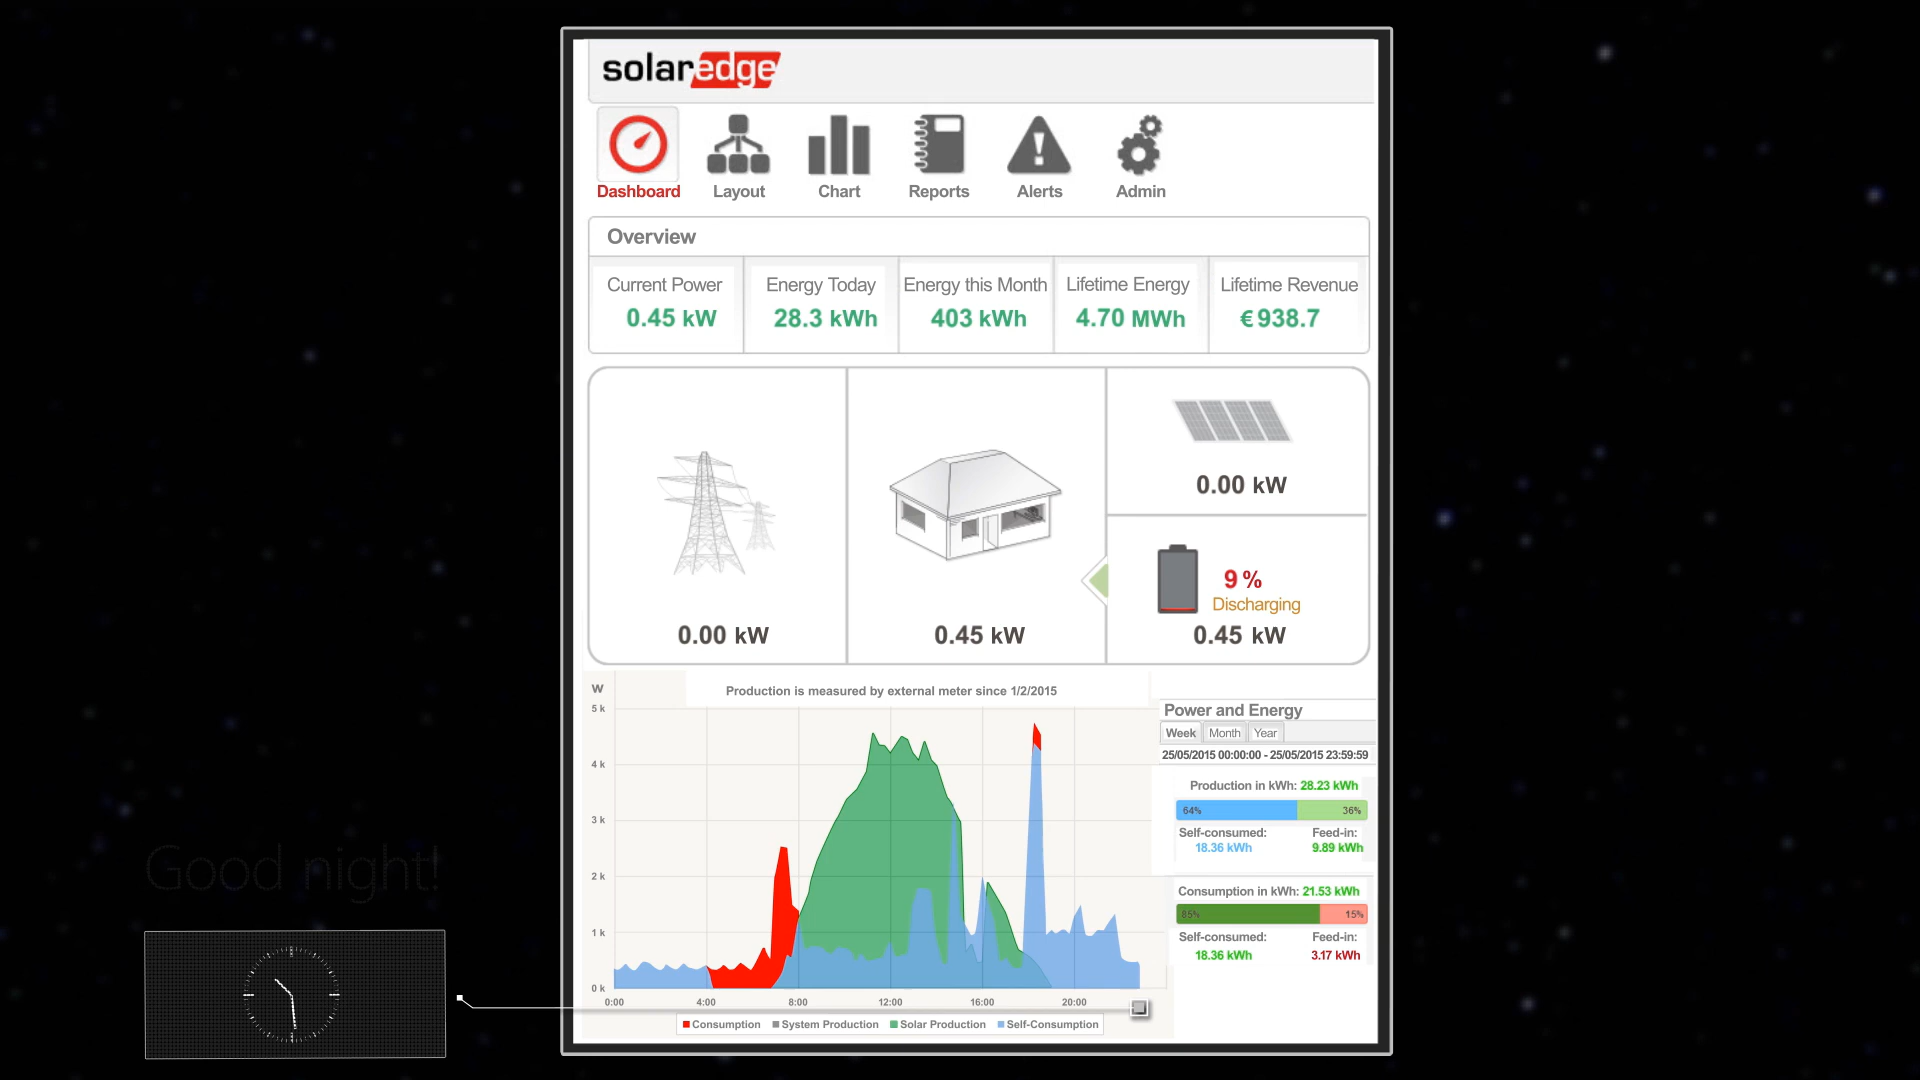 solaredge
Dashboard
Layout
Chart
Reports
Alerts
Admin
Overview
Current Power
0.45 kW
Energy Today
28.3 kWh
Energy this Month
403 kWh
Lifetime Energy
4.70 MWh
Lifetime Revenue
€938.7
0.00 kW
0.45 kW
0.00 kW
9%
Discharging
0.45 kW
W
Production is measured by external meter since 1/2/2015
5 k
4 k
3 k
2 k
1 k
0 k
0:00 4:00 8:00 12:00 16:00 20:00
Consumption System Production Solar Production Self-Consumption
Power and Energy
Week Month Year
25/05/2015 00:00:00 - 25/05/2015 23:59:59
Production in kWh: 28.23 kWh
64% 36%
Self-consumed: Feed-in:
18.36 kWh 9.89 kWh
Consumption in kWh: 21.53 kWh
85% 15%
Self-consumed: Feed-in:
18.36 kWh 3.17 kWh
Good night!